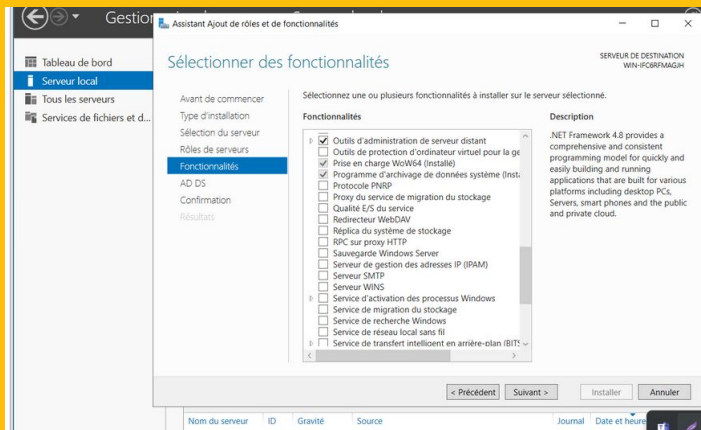 Gestion
Assistant Ajout de rôles et de fonctionnalités
Sélectionner des fonctionnalités
SERVEUR DE DESTINATION
WIN-IFC6RFMAGJH
Tableau de bord
Serveur local
Tous les serveurs
Services de fichiers et d...
Avant de commencer
Type d'installation
Sélection du serveur
Rôles de serveurs
Fonctionnalités
AD DS
Confirmation
Résultats
Sélectionnez une ou plusieurs fonctionnalités à installer sur le serveur sélectionné.
Fonctionnalités
Outils d'administration de serveur distant
Outils de protection d'ordinateur virtuel pour la ge
Prise en charge WoW64 (Installé)
Programme d'archivage de données système (Insta
Protocole PNRP
Proxy du service de migration du stockage
Qualité E/S du service
Redirecteur WebDAV
Réplica du système de stockage
RPC sur proxy HTTP
Sauvegarde Windows Server
Serveur de gestion des adresses IP (IPAM)
Serveur SMTP
Serveur WINS
Service d'activation des processus Windows
Service de migration du stockage
Service de recherche Windows
Service de réseau local sans fil
Service de transfert intelligent en arrière-plan (BITS
Description
.NET Framework 4.8 provides a
comprehensive and consistent
programming model for quickly and
easily building and running
applications that are built for various
platforms including desktop PCs,
Servers, smart phones and the public
and private cloud.
< Précédent
Suivant >
Installer
Annuler
Nom du serveur
ID
Gravité
Source
Journal
Date et heure